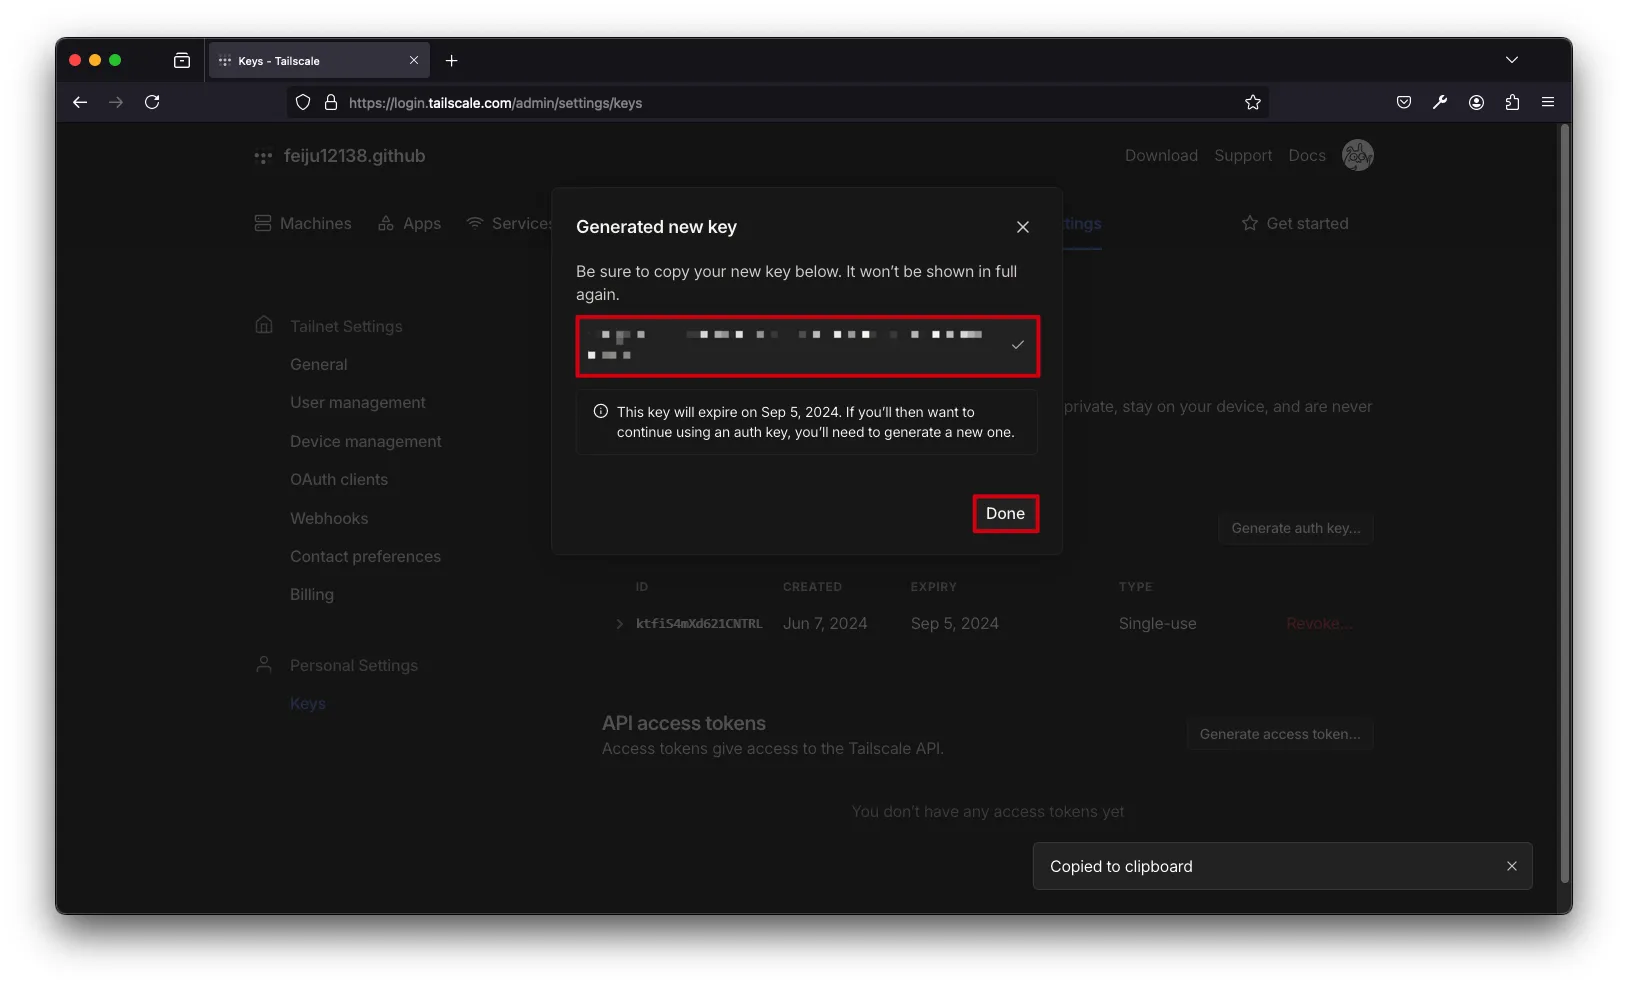 Keys - Tailscale
https://login.tailscale.com/admin/settings/keys
feiju12138.github
Download Support Docs
Machines Apps Services tings Get started
Generated new key
Be sure to copy your new key below. It won't be shown in full
again.
This key will expire on Sep 5, 2024. If you'll then want to
continue using an auth key, you'll need to generate a new one.
Done
Tailnet Settings
General
User management
Device management
OAuth clients
Webhooks
Contact preferences
Billing
Personal Settings
Keys
private, stay on your device, and are never
Generate auth key...
ID CREATED EXPIRY TYPE
ktfiS4mXd621CNTRL Jun 7, 2024 Sep 5, 2024 Single-use Revoke...
API access tokens
Access tokens give access to the Tailscale API.
Generate access token...
You don't have any access tokens yet
Copied to clipboard